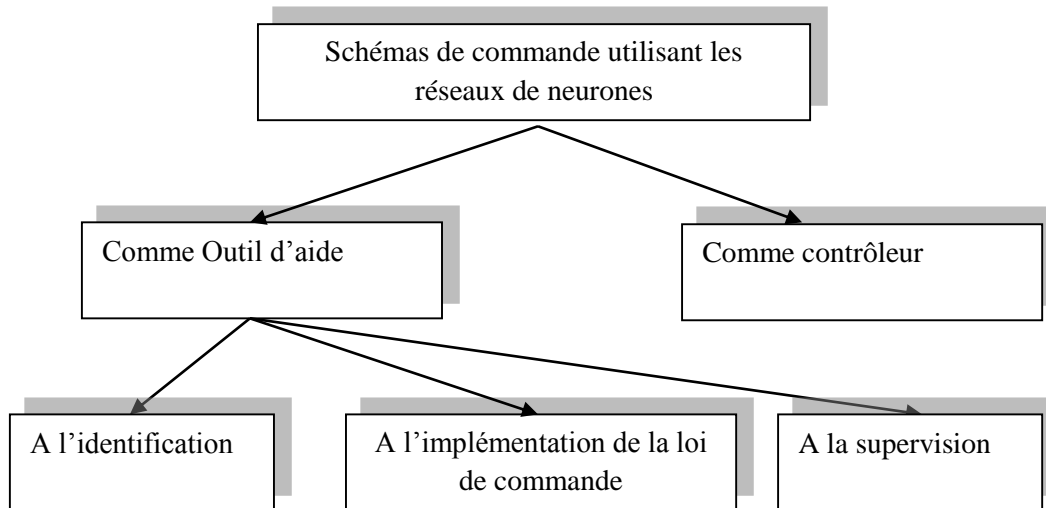 Schémas de commande utilisant les
réseaux de neurones
Comme Outil d’aide
Comme contrôleur
A l’identification
A l’implémentation de la loi
de commande
A la supervision